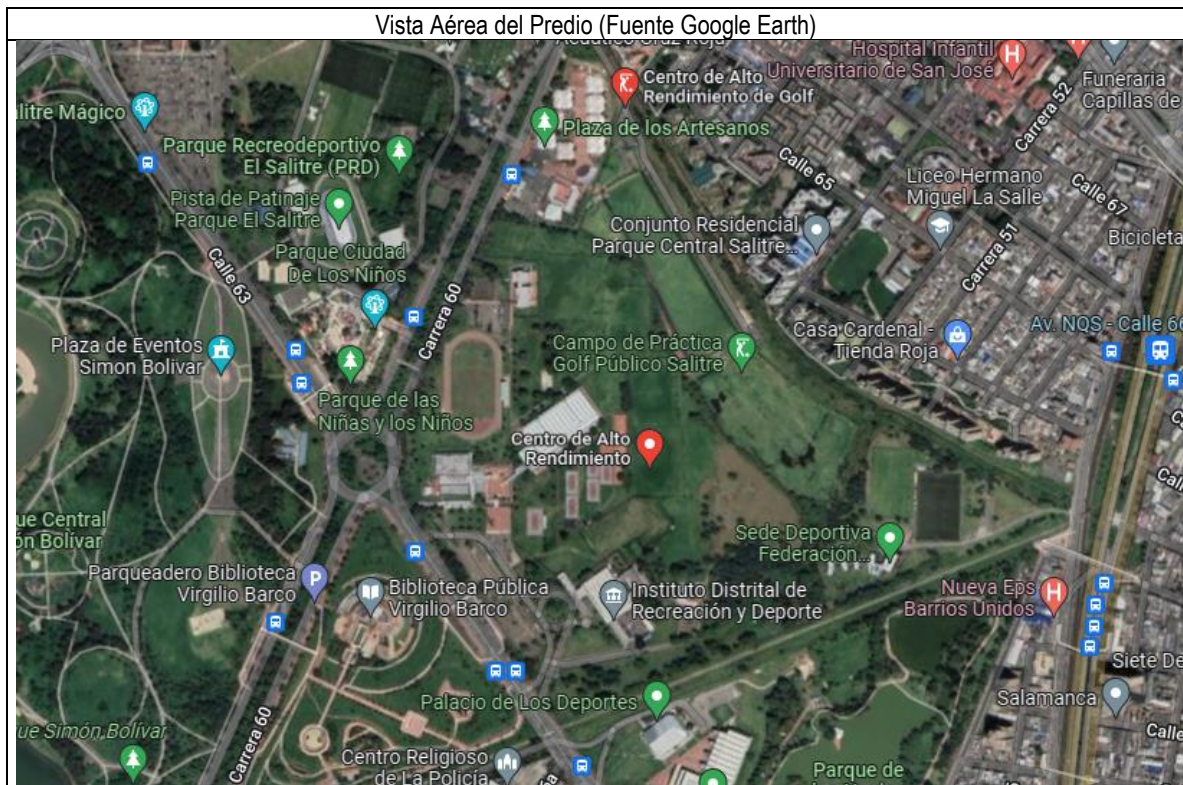 Vista Aérea del Predio (Fuente Google Earth)
Hospital Infantil
Universitario de San José
Centro de Alto
Rendimiento de Golf
Funeraria
Capillas de
Carrera 52
alitre Mágico
Plaza de los Artesanos
Parque Recreodeportivo
El Salitre (PRD)
Calle 65
Liceo Hermano
Miguel La Salle
Calle 67
Pista de Patinaje
Parque El Salitre
Conjunto Residencial
Parque Central Salitre...
Carrera 51
Bicicleta
Parque Ciudad
De Los Niños
Calle 63
Carrera 60
Plaza de Eventos
Simon Bolivar
Campo de Práctica
Golf Público Salitre
Casa Cardenal -
Tienda Roja
Av. NQS - Calle 66
Parque de las
Niñas y los Niños
Centro de Alto
Rendimiento
ue Central
ón Bolívar
Sede Deportiva
Federación...
Parqueadero Biblioteca
Virgilio Barco
P
Biblioteca Pública
Virgilio Barco
Instituto Distrital de
Recreación y Deporte
Nueva Eps
Barrios Unidos
H
Siete De
Palacio de Los Deportes
Salamanca
ue Simón Bolívar
Carrera 60
Centro Religioso
de La Policía
Parque de
Calle